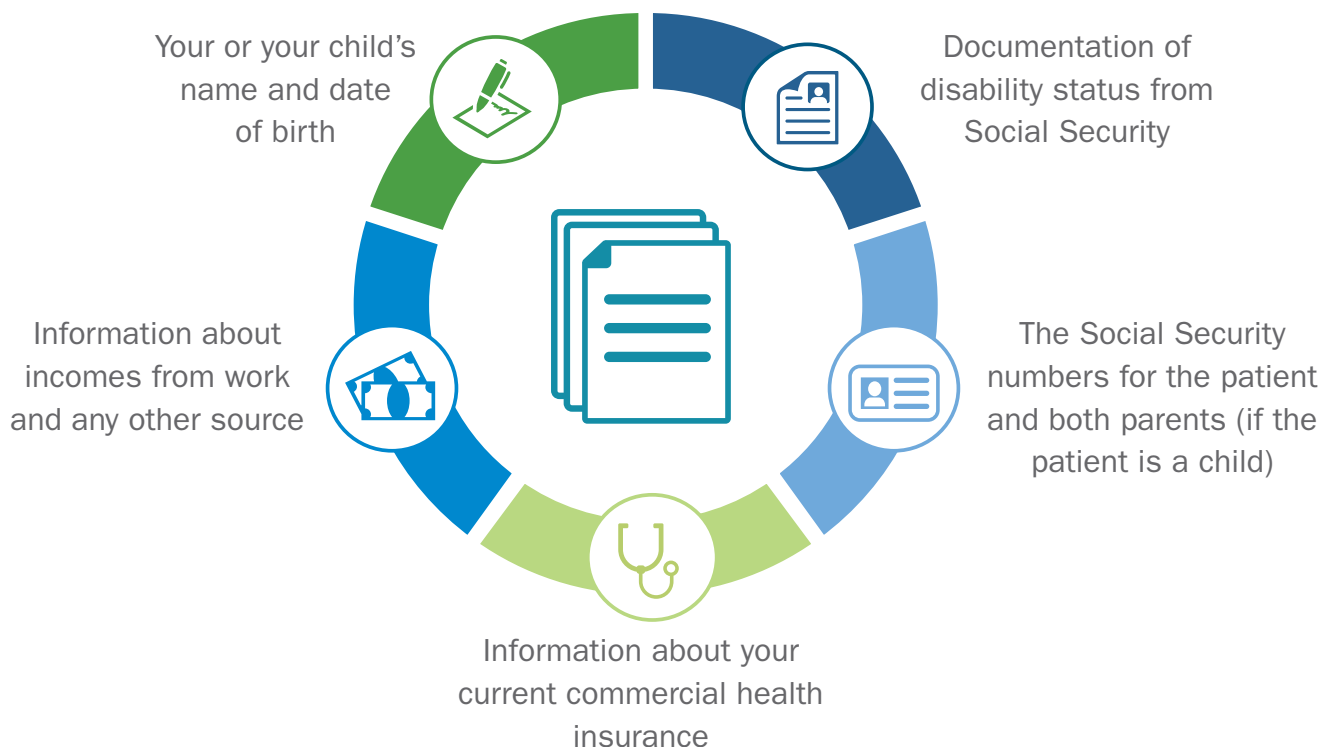 Your or your child’s
name and date
of birth
Documentation of
disability status from
Social Security
Information about
incomes from work
and any other source
The Social Security
numbers for the patient
and both parents (if the
patient is a child)
Information about your
current commercial health
insurance